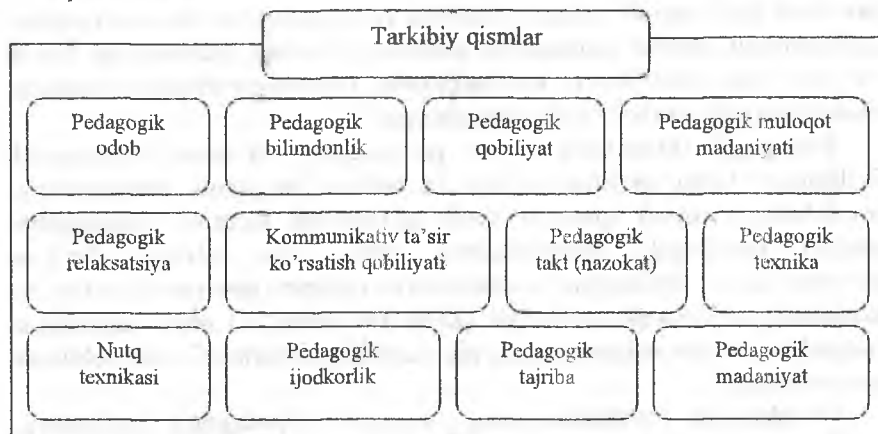 Tarkibiy qismlar
Pedagogik
odob
Pedagogik
bilimdonlik
Pedagogik
qobiliyat
Pedagogik muloqot
madaniyati
Pedagogik
relaksatsiya
Kommunikativ ta'sir
ko'rsatish qobiliyati
Pedagogik
takt (nazokat)
Pedagogik
texnika
Nutq
texnikasi
Pedagogik
ijodkorlik
Pedagogik
tajriba
Pedagogik
madaniyat